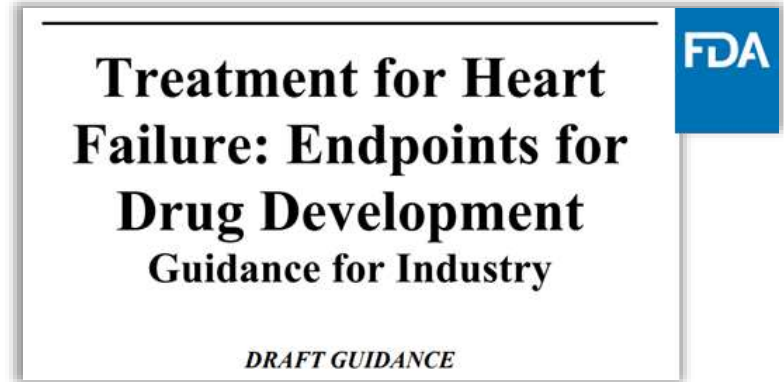 FDA
Treatment for Heart
Failure: Endpoints for
Drug Development
Guidance for Industry
DRAFT GUIDANCE